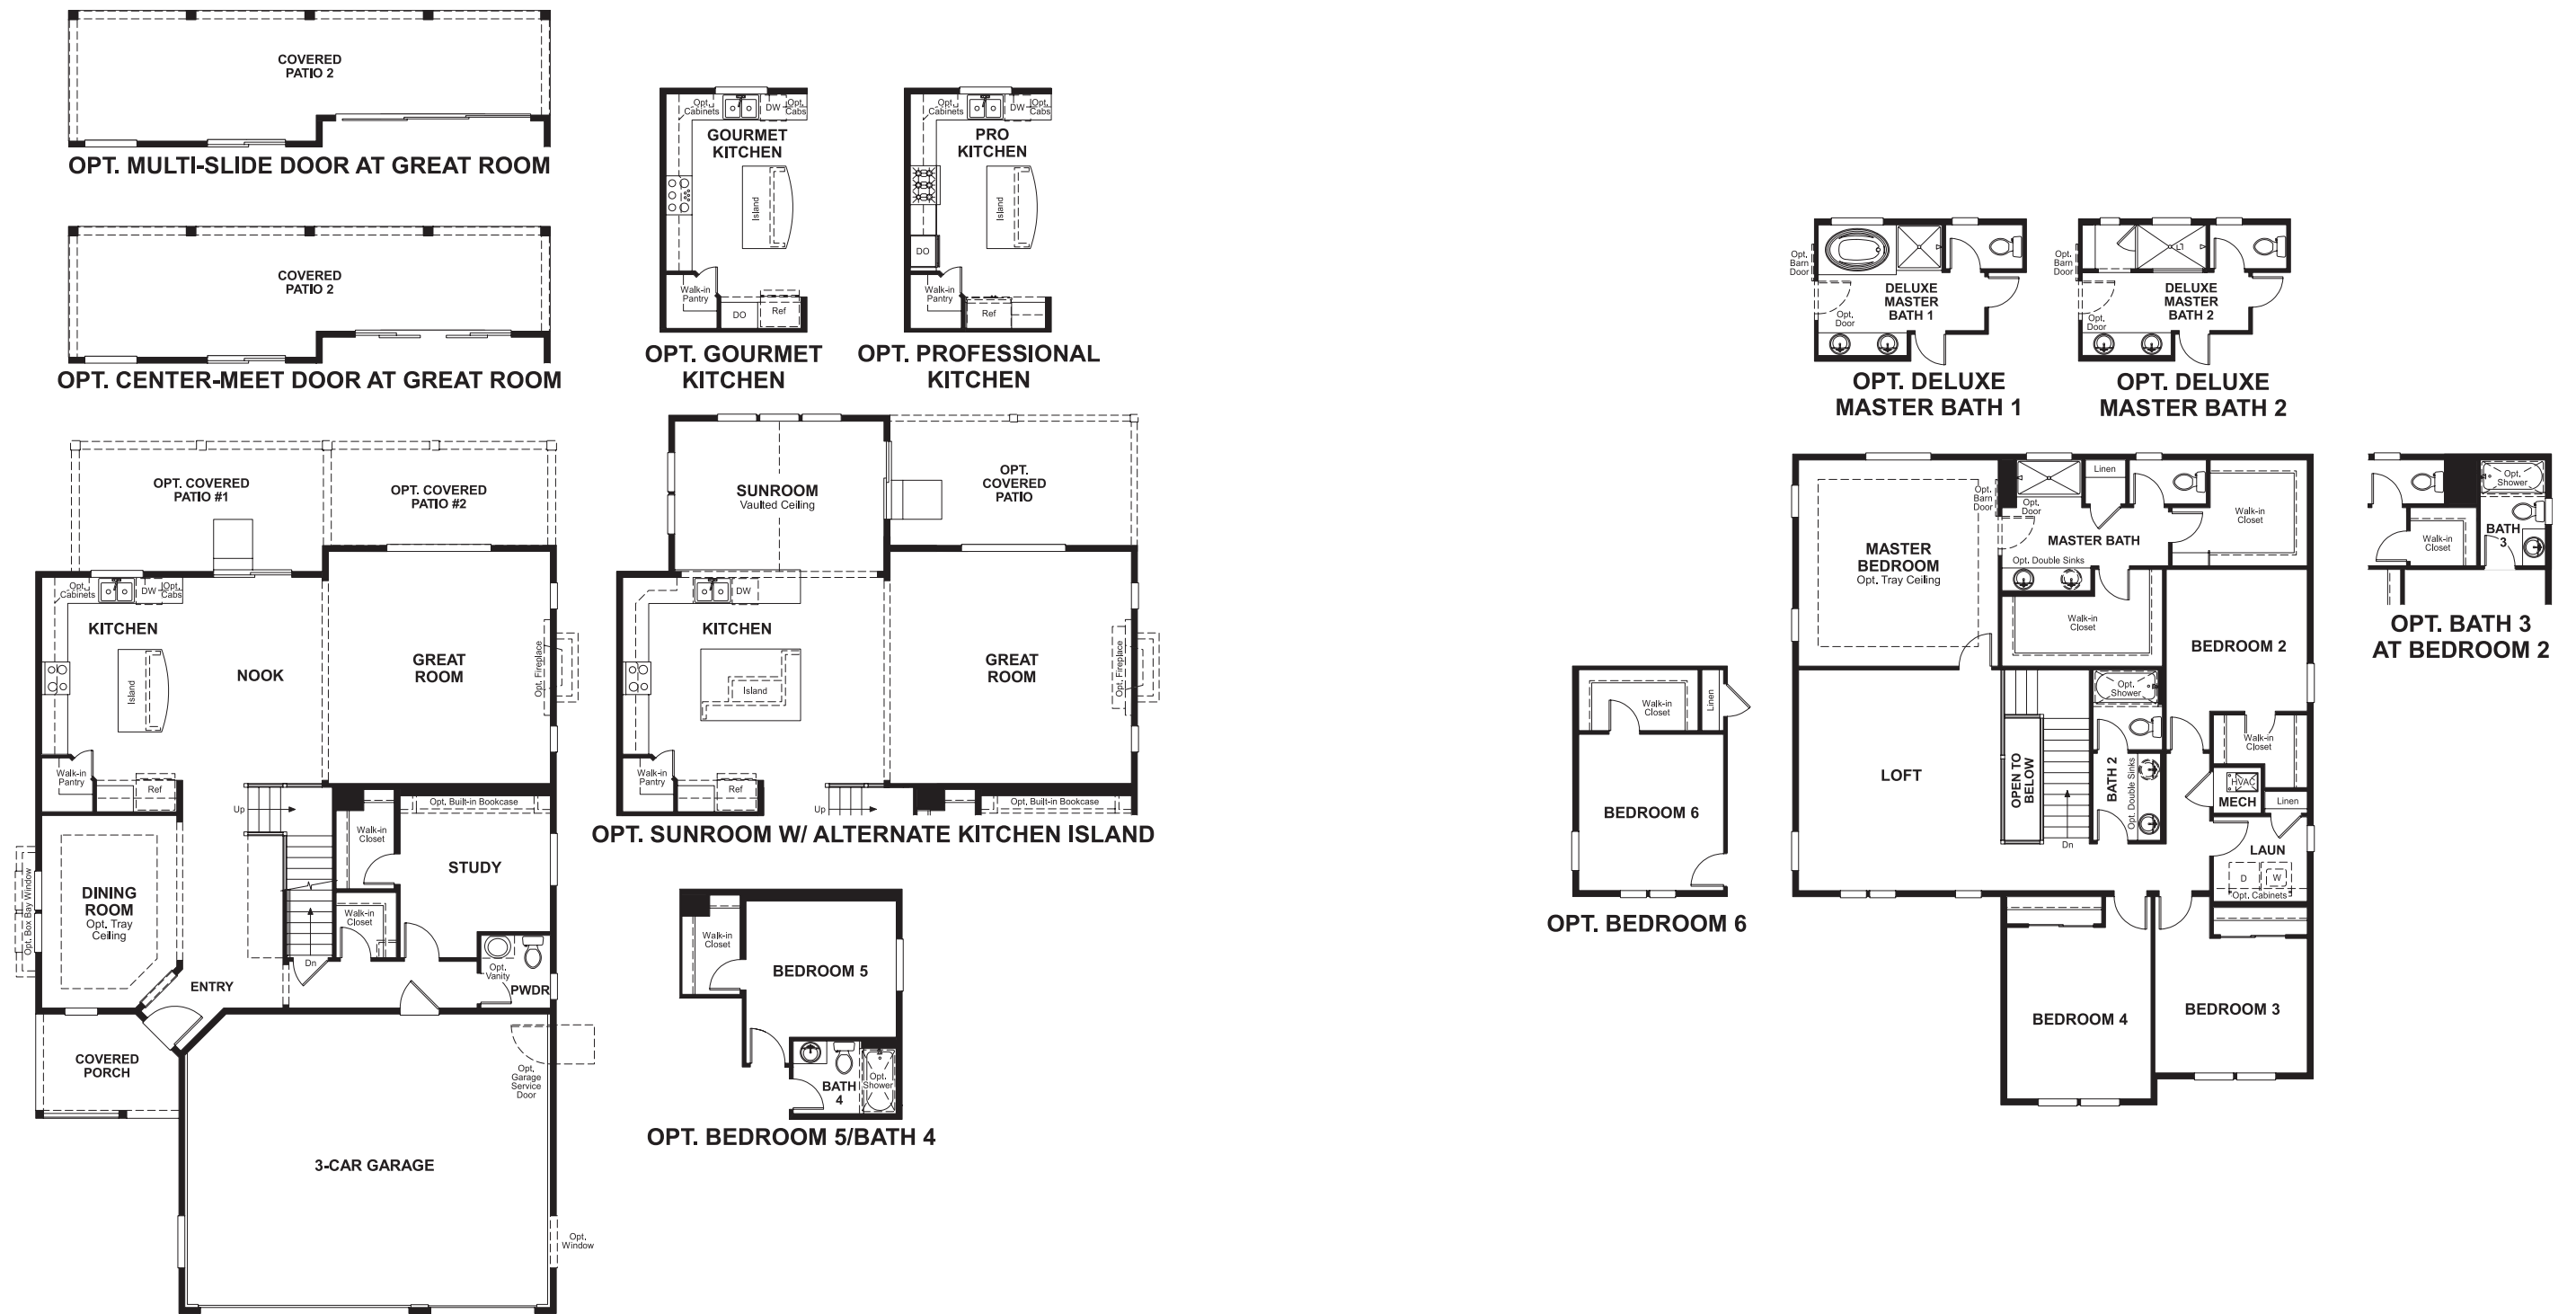 COVERED
PATIO 2
OPT. MULTI-SLIDE DOOR AT GREAT ROOM
COVERED
PATIO 2
OPT. CENTER-MEET DOOR AT GREAT ROOM
Opt.
Cabinets
DW
Opt.
Cabs
GOURMET
KITCHEN
Island
Walk-in
Pantry
DO
Ref
OPT. GOURMET
KITCHEN
Opt.
Cabinets
DW
Opt.
Cabs
PRO
KITCHEN
Island
DO
Walk-in
Pantry
Ref
OPT. PROFESSIONAL
KITCHEN
OPT. COVERED
PATIO #1
OPT. COVERED
PATIO #2
Opt.
Cabinets
DW
Opt.
Cabs
KITCHEN
Island
NOOK
GREAT
ROOM
Opt. Fireplace
Walk-in
Pantry
Ref
Up
Opt. Built-in Bookcase
Walk-in
Closet
STUDY
DINING
ROOM
Opt. Tray
Ceiling
Opt. Box Bay Window
Walk-in
Closet
Dn
Opt.
Vanity
PWDR
ENTRY
COVERED
PORCH
Opt.
Garage
Service
Door
3-CAR GARAGE
Opt.
Window
SUNROOM
Vaulted Ceiling
OPT.
COVERED
PATIO
DW
KITCHEN
Island
GREAT
ROOM
Opt. Fireplace
Walk-in
Pantry
Ref
Up
Opt. Built-in Bookcase
OPT. SUNROOM W/ ALTERNATE KITCHEN ISLAND
Walk-in
Closet
BEDROOM 5
BATH
4
Opt.
Shower
OPT. BEDROOM 5/BATH 4
Opt.
Barn
Door
DELUXE
MASTER
BATH 1
Opt.
Door
OPT. DELUXE
MASTER BATH 1
Opt.
Barn
Door
DELUXE
MASTER
BATH 2
Opt.
Door
OPT. DELUXE
MASTER BATH 2
Walk-in
Closet
Linen
BEDROOM 6
OPT. BEDROOM 6
MASTER
BEDROOM
Opt. Tray Ceiling
Opt.
Barn
Door
Opt.
Door
Linen
MASTER BATH
Opt. Double Sinks
Walk-in
Closet
Walk-in
Closet
BEDROOM 2
LOFT
OPEN TO
BELOW
Dn
Opt.
Shower
BATH 2
Opt. Double Sinks
Walk-in
Closet
HVAC
MECH
Linen
LAUN
D
W
Opt. Cabinets
BEDROOM 4
BEDROOM 3
Opt.
Shower
Walk-in
Closet
BATH
3
OPT. BATH 3
AT BEDROOM 2